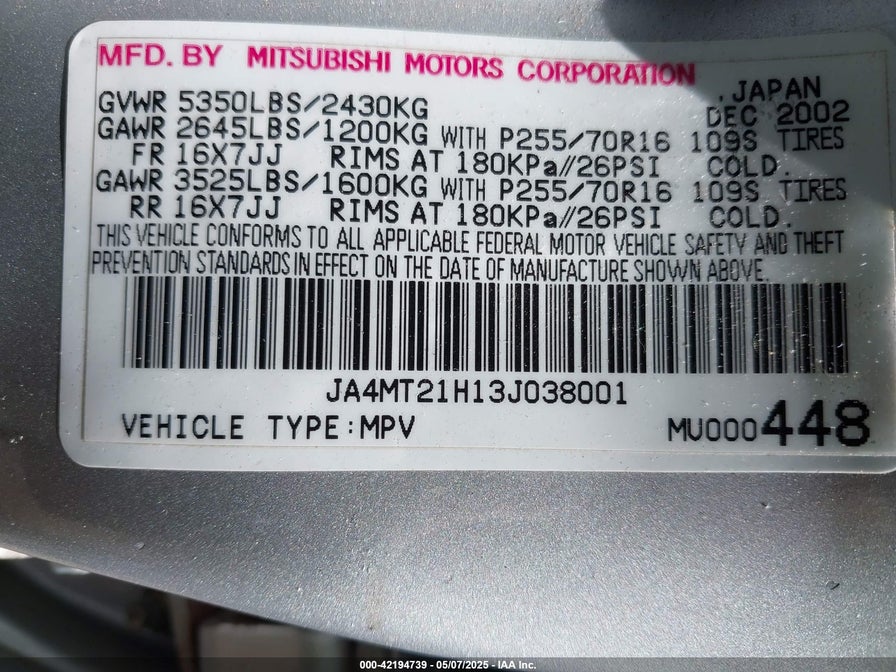 MFD. BY MITSUBISHI MOTORS CORPORATION
, JAPAN
GVWR 5350LBS/2430KG DEC 2002
GAWR 2645LBS/1200KG WITH P255/70R16 109S TIRES
FR 16X7JJ RIMS AT 180KPa//26PSI COLD.
GAWR 3525LBS/1600KG WITH P255/70R16 109S TIRES
RR 16X7JJ RIMS AT 180KPa//26PSI COLD.
THIS VEHICLE CONFORMS TO ALL APPLICABLE FEDERAL MOTOR VEHICLE SAFETY AND THEFT
PREVENTION STANDARDS IN EFFECT ON THE DATE OF MANUFACTURE SHOWN ABOVE.
JA4MT21H13J038001
VEHICLE TYPE:MPV MU000448
000-42194739 - 05/07/2025 - IAA Inc.